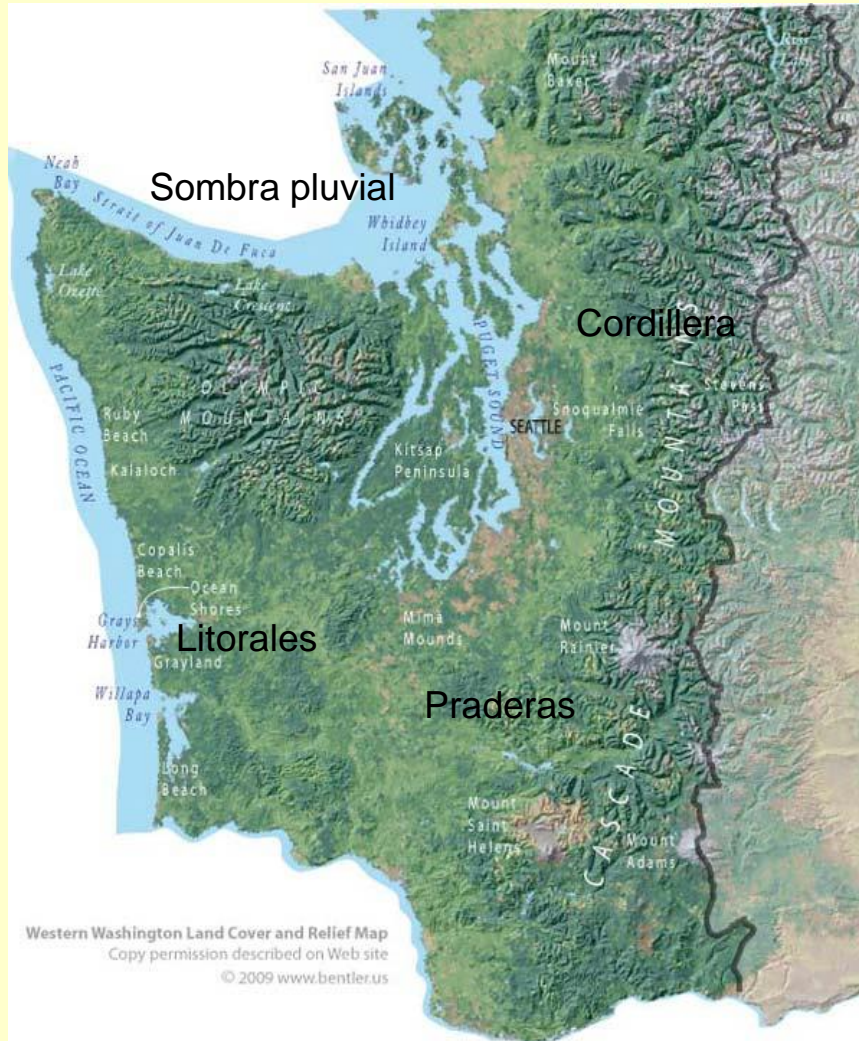 San Juan
Islands
Mount
Baker
Ross
Lake
Neah
Bay
Sombra pluvial
Strait of Juan De Fuca
Whidbey
Island
Lake
Ozette
Lake
Crescent
Cordillera
PACIFIC OCEAN
OLYMPIC
MOUNTAINS
PUGET SOUND
Stevens
Pass
Ruby
Beach
Snoqualmie
Falls
SEATTLE
Kalaloch
Kitsap
Peninsula
Copalis
Beach
Ocean
Shores
Grays
Harbor
Litorales
Grayland
Mima
Mounds
Mount
Rainier
Willapa
Bay
Praderas
Long
Beach
Mount
Saint
Helens
Mount
Adams
CASCADE MOUNTAINS
Western Washington Land Cover and Relief Map
Copy permission described on Web site
© 2009 www.bentler.us